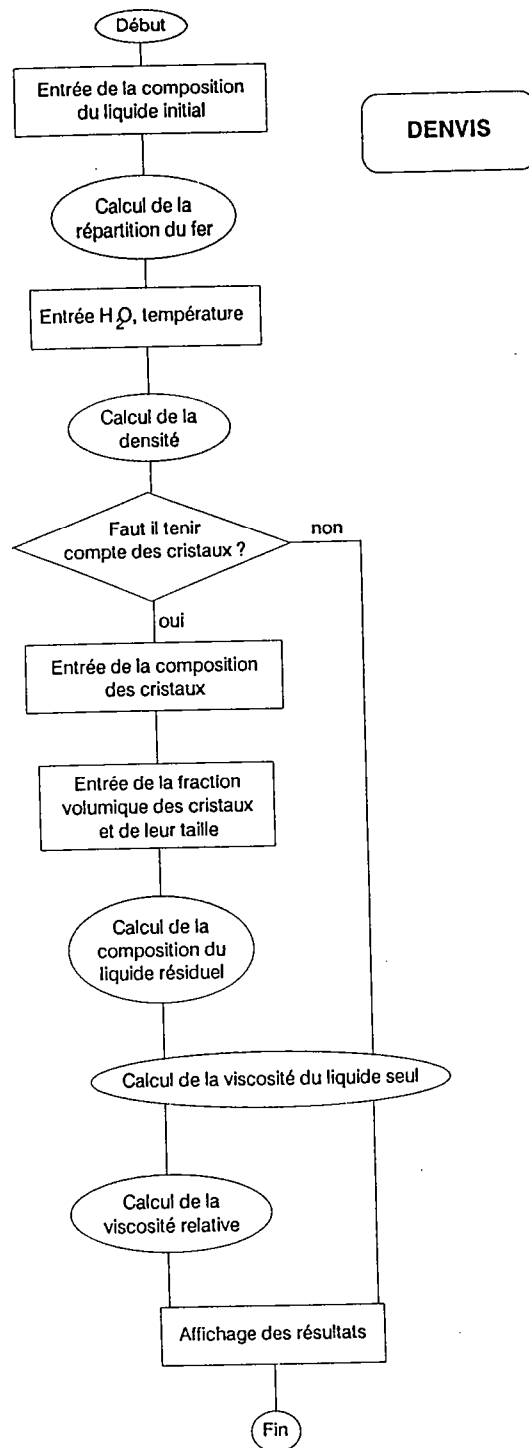 Début
Entrée de la composition
du liquide initial
DENVIS
Calcul de la
répartition du fer
Entrée H2O, température
Calcul de la
densité
Faut il tenir
compte des cristaux ?
non
oui
Entrée de la composition
des cristaux
Entrée de la fraction
volumique des cristaux
et de leur taille
Calcul de la
composition du
liquide résiduel
Calcul de la viscosité du liquide seul
Calcul de la
viscosité relative
Affichage des résultats
Fin